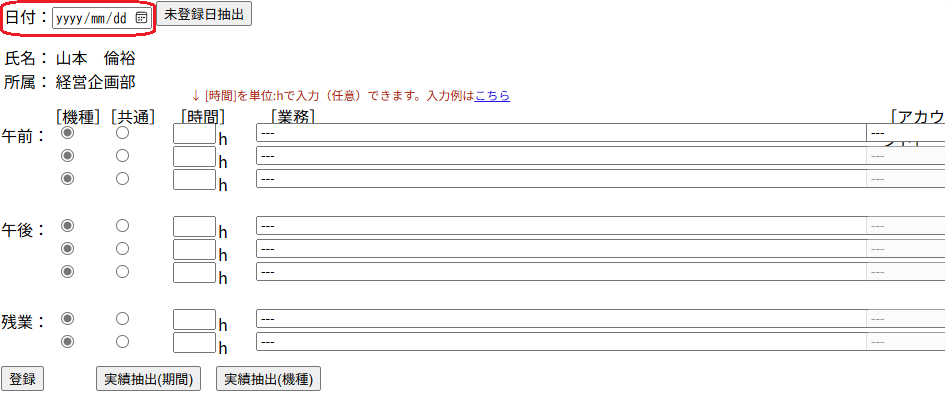 日付： yyyy/mm/dd 未登録日抽出
氏名： 山本　倫裕
所属： 経営企画部
↓ [時間]を単位:hで入力（任意）できます。入力例はこちら
[機種] [共通] [時間] [業務] [アカウ
午前： h --- ---
h --- ---
h --- ---
午後： h --- ---
h --- ---
h --- ---
残業： h --- ---
h --- ---
登録 実績抽出(期間) 実績抽出(機種)